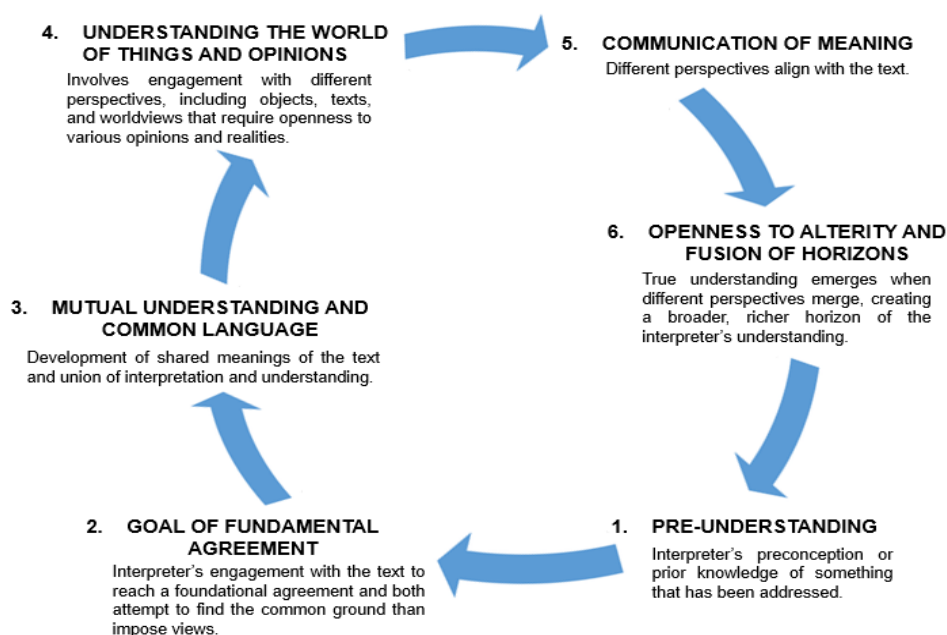 4. UNDERSTANDING THE WORLD
OF THINGS AND OPINIONS
Involves engagement with different
perspectives, including objects, texts,
and worldviews that require openness to
various opinions and realities.
5. COMMUNICATION OF MEANING
Different perspectives align with the text.
6. OPENNESS TO ALTERITY AND
FUSION OF HORIZONS
True understanding emerges when
different perspectives merge, creating
a broader, richer horizon of the
interpreter's understanding.
3. MUTUAL UNDERSTANDING AND
COMMON LANGUAGE
Development of shared meanings of the text
and union of interpretation and understanding.
2. GOAL OF FUNDAMENTAL
AGREEMENT
Interpreter's engagement with the text to
reach a foundational agreement and both
attempt to find the common ground than
impose views.
1. PRE-UNDERSTANDING
Interpreter's preconception or
prior knowledge of something
that has been addressed.